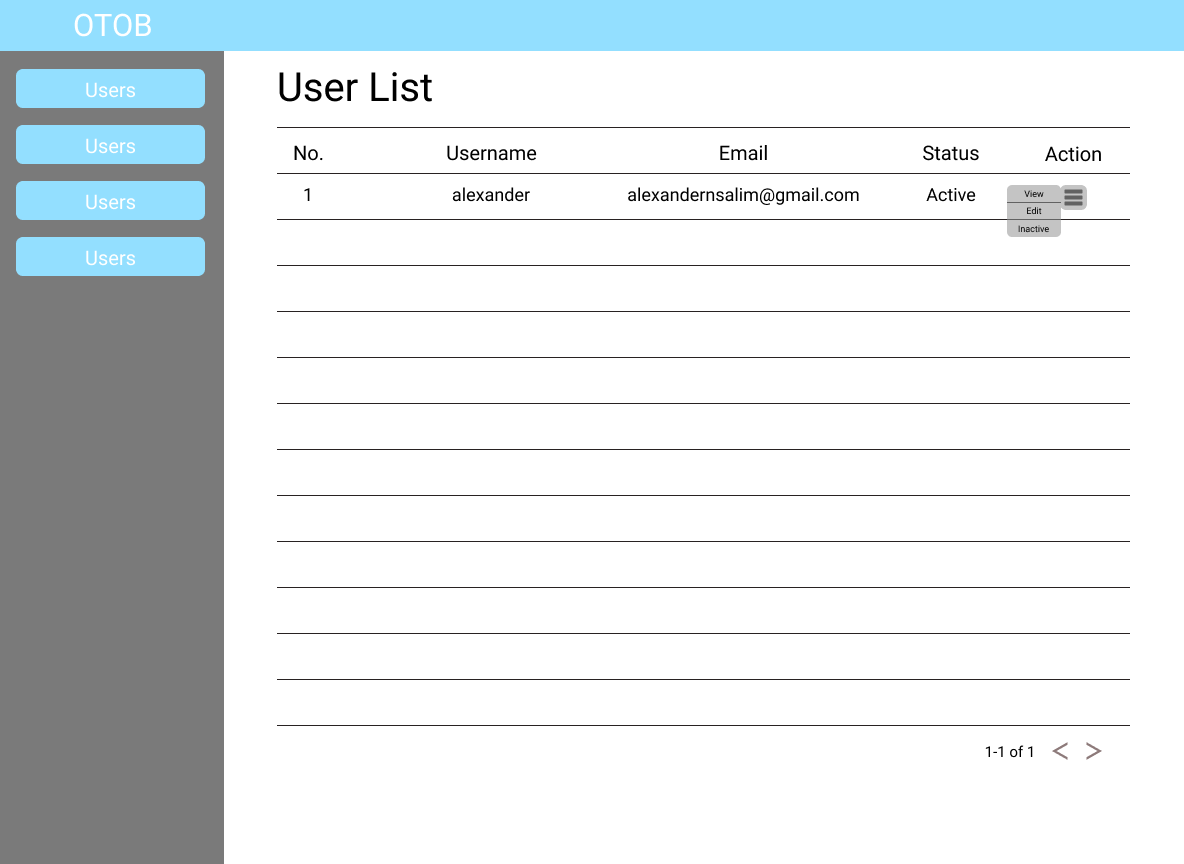 OTOB
Users
Users
Users
Users
User List
No. Username Email Status Action
1 alexander alexandernsalim@gmail.com Active
View
Edit
Inactive
1-1 of 1 < >